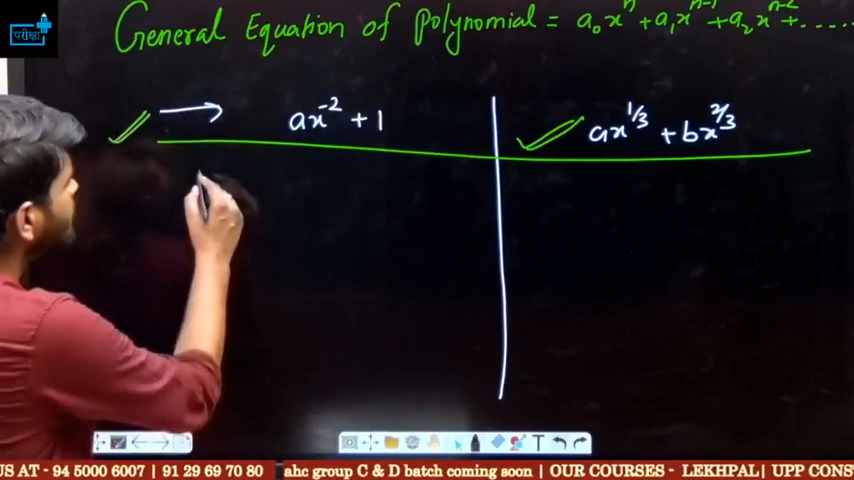 परीक्षा
General Equation of polynomial = a₀xⁿ + a₁xⁿ⁻¹ + a₂xⁿ⁻² + .....
→ ax⁻² + 1
ax^1/3 + bx^2/3
T
US AT - 94 5000 6007 | 91 29 69 70 80 ahc group C & D batch coming soon | OUR COURSES - LEKHPAL| UPP CONS